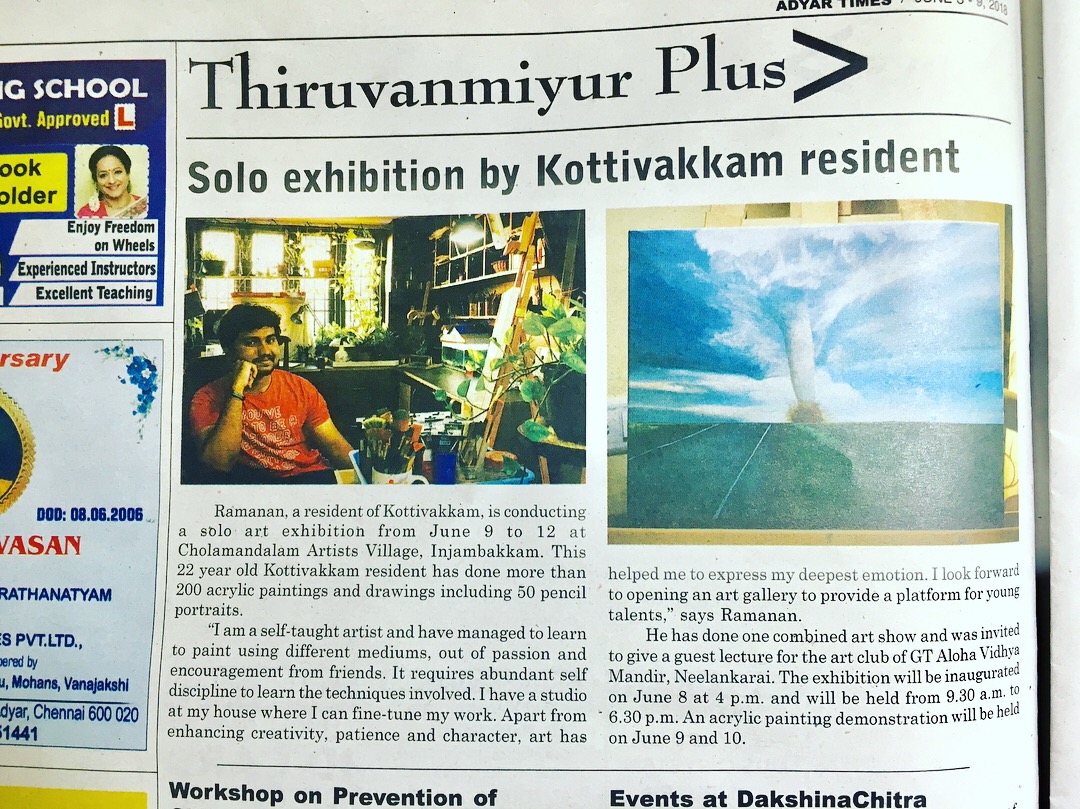 ADYAR TIMES / JUNE 3 - 9, 2018
NG SCHOOL
Govt. Approved L
ook
older
Enjoy Freedom
on Wheels
Experienced Instructors
Excellent Teaching
rsary
DOD: 08.06.2006
VASAN
RATHANATYAM
ES PVT.LTD.,
pered by
u, Mohans, Vanajakshi
dyar, Chennai 600 020
51441
Thiruvanmiyur Plus>
Solo exhibition by Kottivakkam resident
YOU'VE
TO BE A
Ramanan, a resident of Kottivakkam, is conducting
a solo art exhibition from June 9 to 12 at
Cholamandalam Artists Village, Injambakkam. This
22 year old Kottivakkam resident has done more than
200 acrylic paintings and drawings including 50 pencil
portraits.
"I am a self-taught artist and have managed to learn
to paint using different mediums, out of passion and
encouragement from friends. It requires abundant self
discipline to learn the techniques involved. I have a studio
at my house where I can fine-tune my work. Apart from
enhancing creativity, patience and character, art has
helped me to express my deepest emotion. I look forward
to opening an art gallery to provide a platform for young
talents," says Ramanan.
He has done one combined art show and was invited
to give a guest lecture for the art club of GT Aloha Vidhya
Mandir, Neelankarai. The exhibition will be inaugurated
on June 8 at 4 p.m. and will be held from 9.30 a.m. to
6.30 p.m. An acrylic painting demonstration will be held
on June 9 and 10.
Workshop on Prevention of
Events at DakshinaChitra